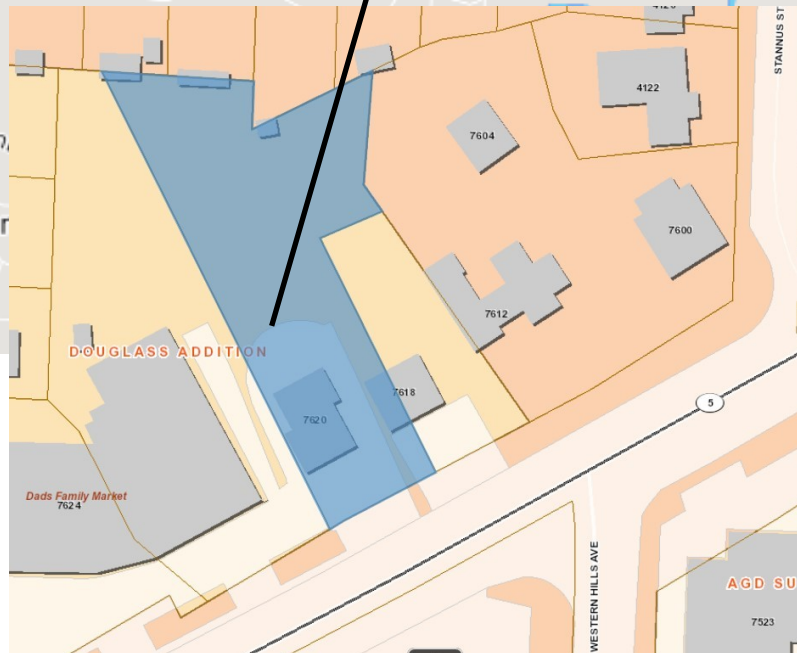 STANNUS ST
4122
7604
7600
7612
DOUGLASS ADDITION
7618
5
7620
Dads Family Market
7624
WESTERN HILLS AVE
AGD SU
7523